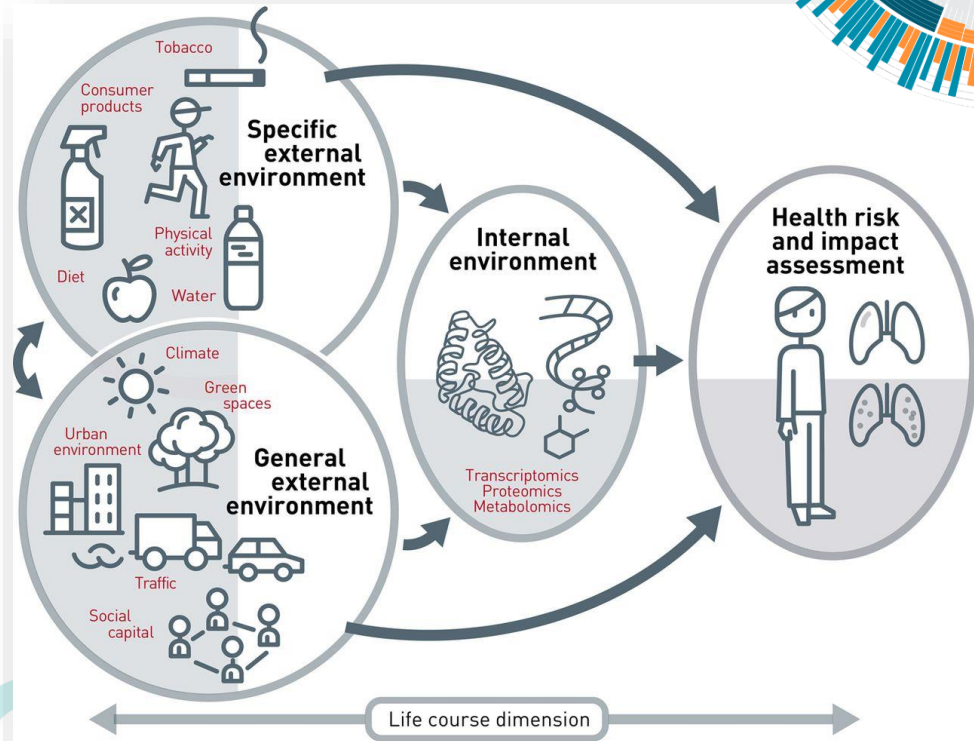 Tobacco
Consumer
products
Specific
external
environment
Physical
activity
Diet
Water
Climate
Green
spaces
Urban
environment
General
external
environment
Traffic
Social
capital
Internal
environment
Transcriptomics
Proteomics
Metabolomics
Health risk
and impact
assessment
Life course dimension